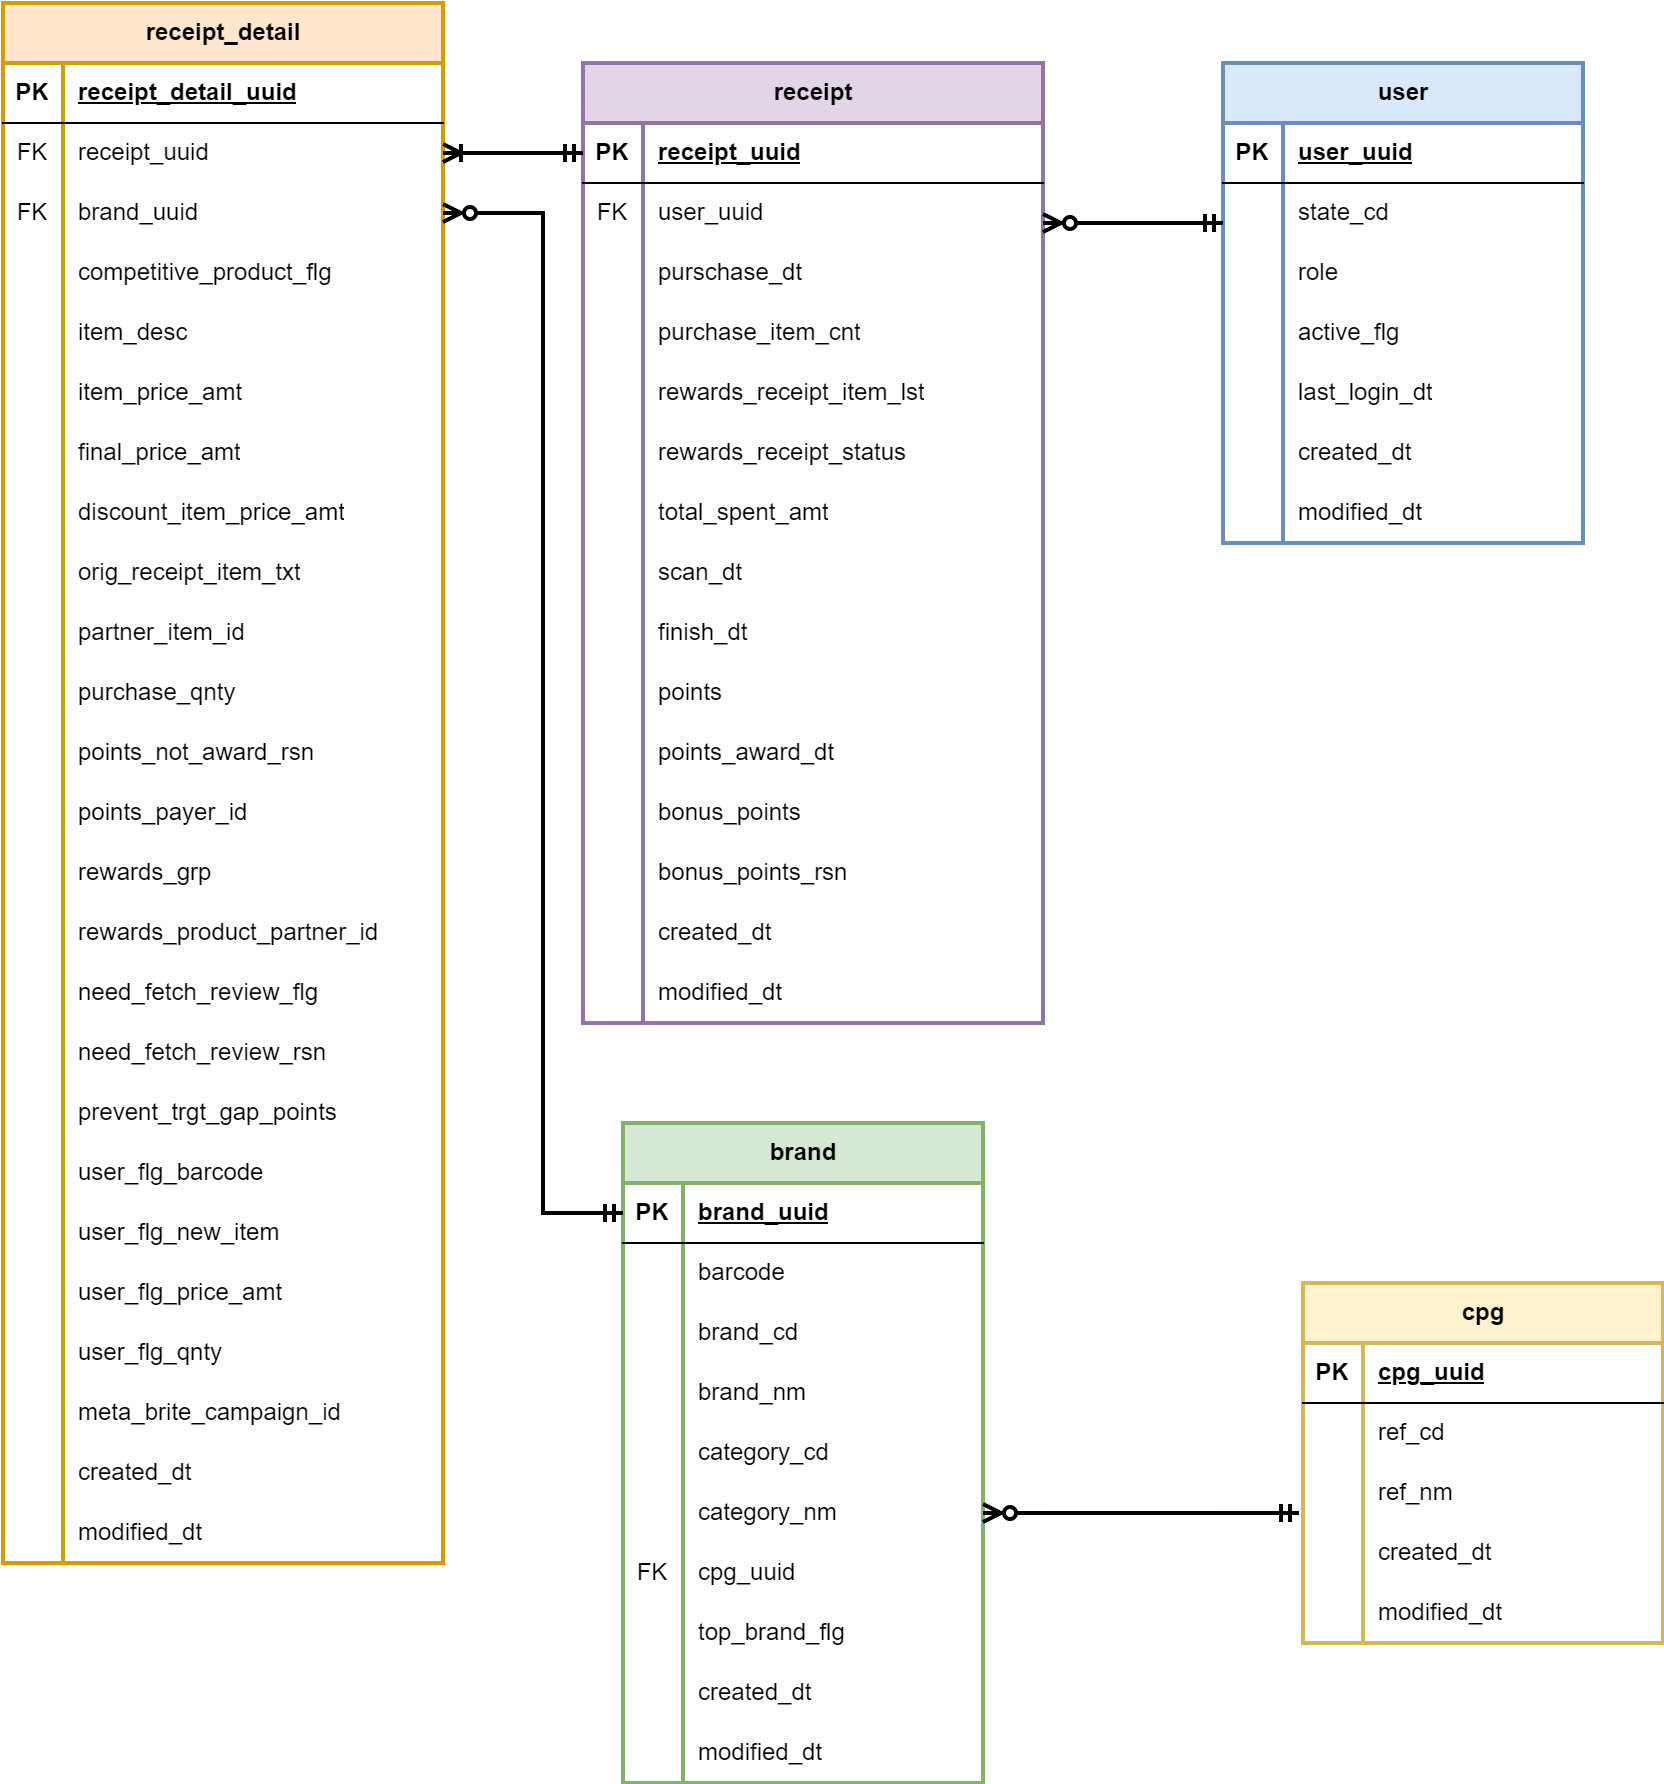 receipt_detail
PK receipt_detail_uuid
FK receipt_uuid
FK brand_uuid
competitive_product_flg
item_desc
item_price_amt
final_price_amt
discount_item_price_amt
orig_receipt_item_txt
partner_item_id
purchase_qnty
points_not_award_rsn
points_payer_id
rewards_grp
rewards_product_partner_id
need_fetch_review_flg
need_fetch_review_rsn
prevent_trgt_gap_points
user_flg_barcode
user_flg_new_item
user_flg_price_amt
user_flg_qnty
meta_brite_campaign_id
created_dt
modified_dt
receipt
PK receipt_uuid
FK user_uuid
purschase_dt
purchase_item_cnt
rewards_receipt_item_lst
rewards_receipt_status
total_spent_amt
scan_dt
finish_dt
points
points_award_dt
bonus_points
bonus_points_rsn
created_dt
modified_dt
user
PK user_uuid
state_cd
role
active_flg
last_login_dt
created_dt
modified_dt
brand
PK brand_uuid
barcode
brand_cd
brand_nm
category_cd
category_nm
FK cpg_uuid
top_brand_flg
created_dt
modified_dt
cpg
PK cpg_uuid
ref_cd
ref_nm
created_dt
modified_dt